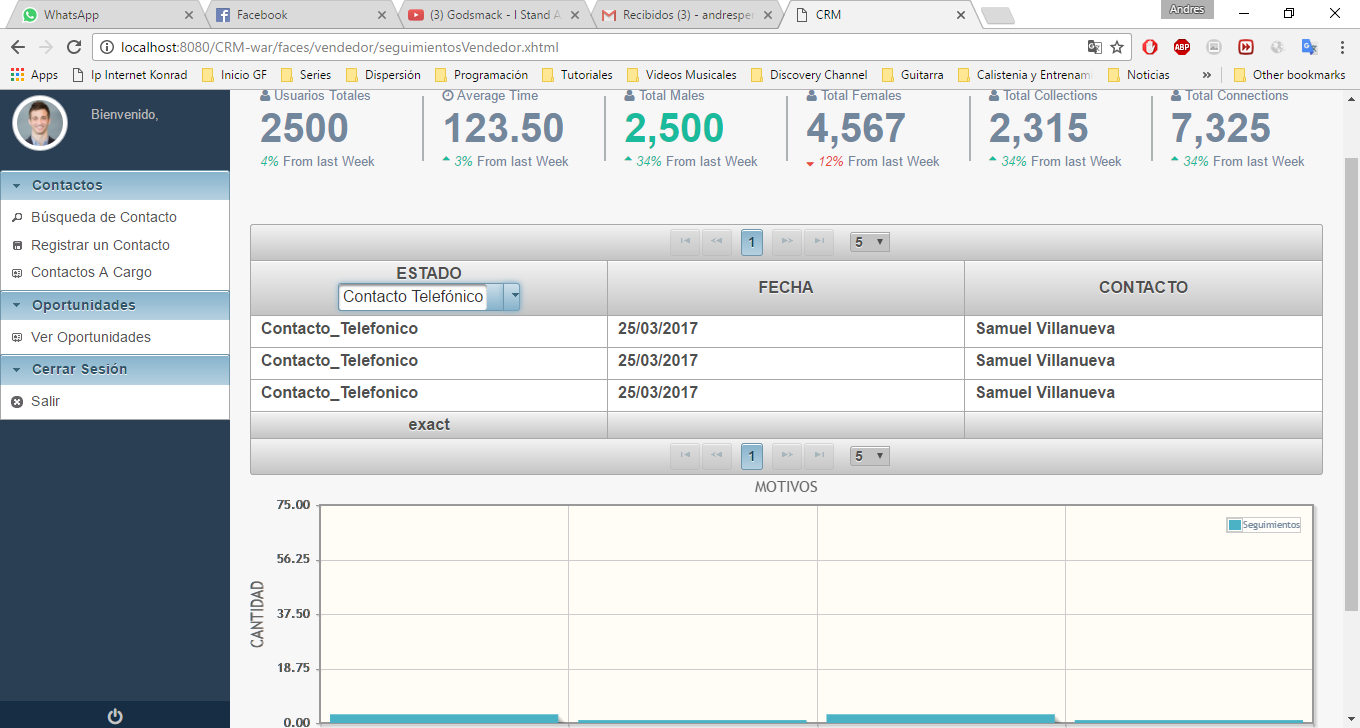 WhatsApp
Facebook
(3) Godsmack - I Stand A
Recibidos (3) - andresper
CRM
Andres
localhost:8080/CRM-war/faces/vendedor/seguimientosVendedor.xhtml
ABP
Apps
Ip Internet Konrad
Inicio GF
Series
Dispersión
Programación
Tutoriales
Videos Musicales
Discovery Channel
Guitarra
Calistenia y Entrenam
Noticias
»
Other bookmarks
Bienvenido,
Contactos
Búsqueda de Contacto
Registrar un Contacto
Contactos A Cargo
Oportunidades
Ver Oportunidades
Cerrar Sesión
Salir
Usuarios Totales
2500
4% From last Week
Average Time
123.50
3% From last Week
Total Males
2,500
34% From last Week
Total Females
4,567
12% From last Week
Total Collections
2,315
34% From last Week
Total Connections
7,325
34% From last Week
1
5
ESTADO
Contacto Telefónico
FECHA
CONTACTO
Contacto_Telefonico 25/03/2017 Samuel Villanueva
Contacto_Telefonico 25/03/2017 Samuel Villanueva
Contacto_Telefonico 25/03/2017 Samuel Villanueva
exact
1
5
MOTIVOS
CANTIDAD
75.00
56.25
37.50
18.75
0.00
Seguimientos